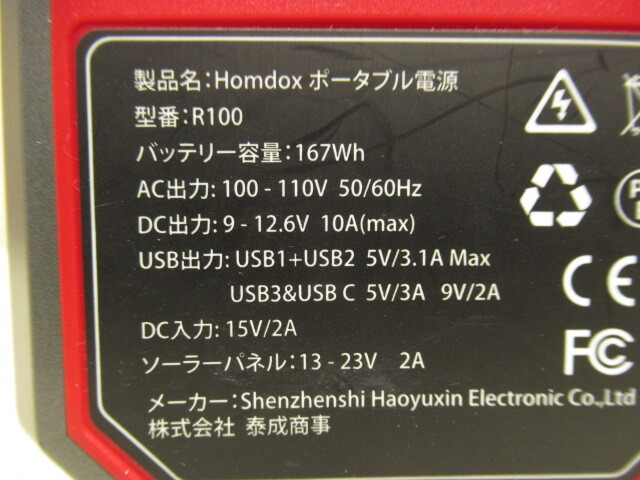 製品名：Homdox ポータブル電源
型番：R100
バッテリー容量：167Wh
AC出力: 100 - 110V 50/60Hz
DC出力: 9 - 12.6V 10A(max)
USB出力: USB1+USB2 5V/3.1A Max
USB3&USB C 5V/3A 9V/2A
DC入力: 15V/2A
ソーラーパネル：13 - 23V 2A
メーカー：Shenzhenshi Haoyuxin Electronic Co.,Ltd
株式会社 泰成商事
CE
FC